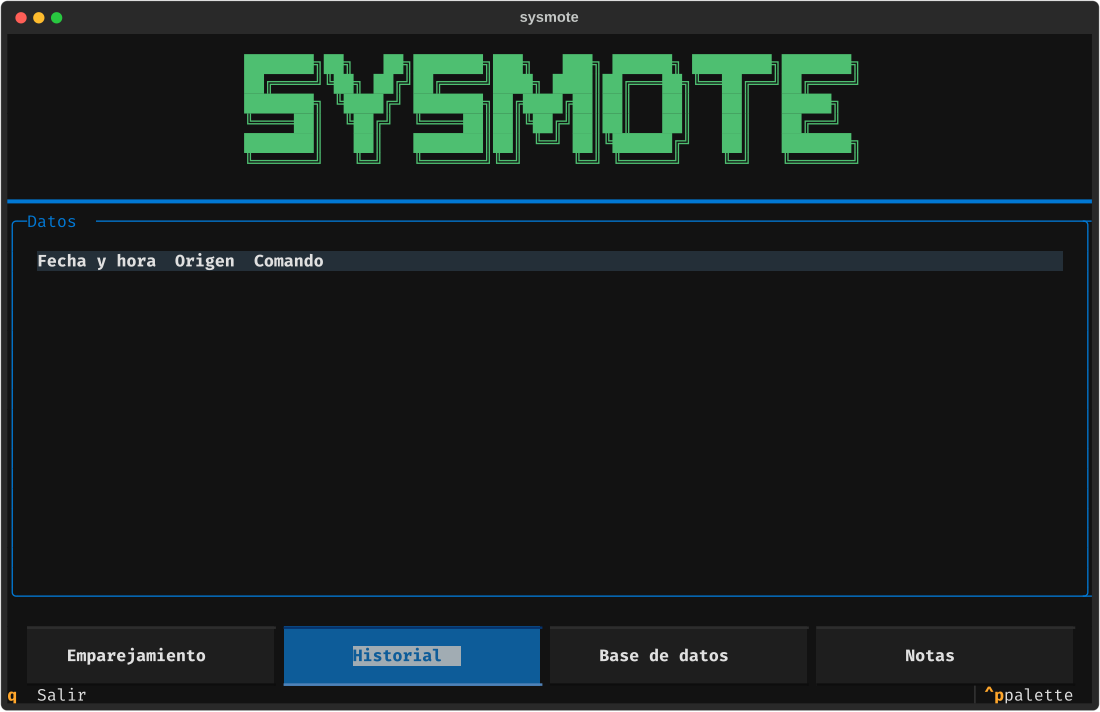 sysmote
SYSMOTE
Datos
Fecha y hora Origen Comando
Emparejamiento Historial Base de datos Notas
q Salir ^ppalette